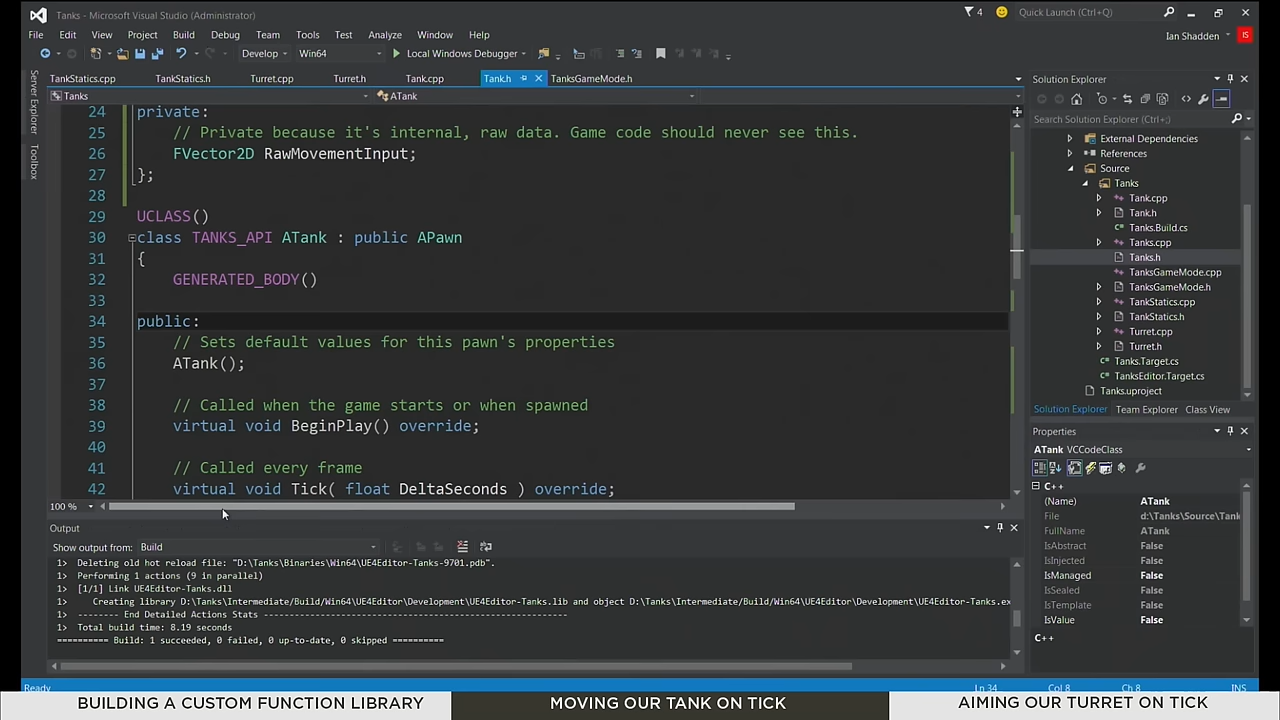 Tanks - Microsoft Visual Studio (Administrator)
4
Quick Launch (Ctrl+Q)
File Edit View Project Build Debug Team Tools Test Analyze Window Help
Ian Shadden
IS
Develop
Win64
Local Windows Debugger
Server Explorer
Toolbox
TankStatics.cpp TankStatics.h Turret.cpp Turret.h Tank.cpp Tank.h TanksGameMode.h
Tanks
ATank
24 private:
25 // Private because it's internal, raw data. Game code should never see this.
26 FVector2D RawMovementInput;
27 };
28
29 UCLASS()
30 class TANKS_API ATank : public APawn
31 {
32 GENERATED_BODY()
33
34 public:
35 // Sets default values for this pawn's properties
36 ATank();
37
38 // Called when the game starts or when spawned
39 virtual void BeginPlay() override;
40
41 // Called every frame
42 virtual void Tick( float DeltaSeconds ) override;
100 %
Output
Show output from: Build
1> Deleting old hot reload file: "D:\Tanks\Binaries\Win64\UE4Editor-Tanks-9701.pdb".
1> Performing 1 actions (9 in parallel)
1> [1/1] Link UE4Editor-Tanks.dll
1> Creating library D:\Tanks\Intermediate\Build\Win64\UE4Editor\Development\UE4Editor-Tanks.lib and object D:\Tanks\Intermediate\Build\Win64\UE4Editor\Development\UE4Editor-Tanks.ex
1> -------- End Detailed Actions Stats -----------------------------------------------------------
1> Total build time: 8.19 seconds
========== Build: 1 succeeded, 0 failed, 0 up-to-date, 0 skipped ==========
Solution Explorer
Search Solution Explorer (Ctrl+;)
External Dependencies
References
Source
Tanks
Tank.cpp
Tank.h
Tanks.Build.cs
Tanks.cpp
Tanks.h
TanksGameMode.cpp
TanksGameMode.h
TankStatics.cpp
TankStatics.h
Turret.cpp
Turret.h
Tanks.Target.cs
TanksEditor.Target.cs
Tanks.uproject
Solution Explorer Team Explorer Class View
Properties
ATank VCCodeClass
C++
(Name) ATank
File d:\Tanks\Source\Tank
FullName ATank
IsAbstract False
IsInjected False
IsManaged False
IsSealed False
IsTemplate False
IsValue False
C++
Ready
Ln 34 Col 8 Ch 8 INS
BUILDING A CUSTOM FUNCTION LIBRARY
MOVING OUR TANK ON TICK
AIMING OUR TURRET ON TICK